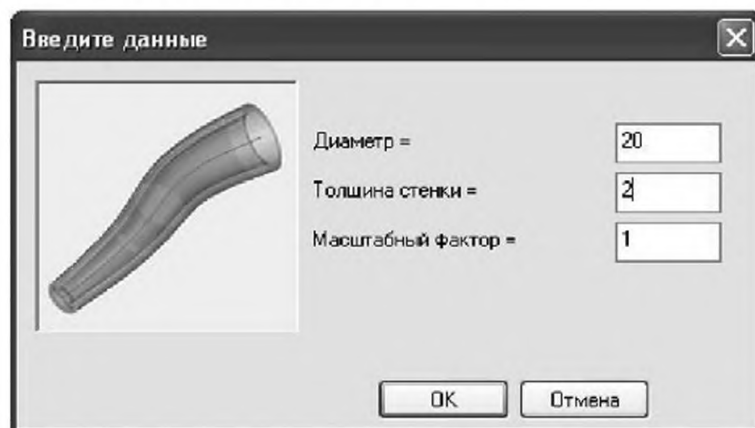 Введите данные
Диаметр = 20
Толщина стенки = 2
Масштабный фактор = 1
OK Отмена